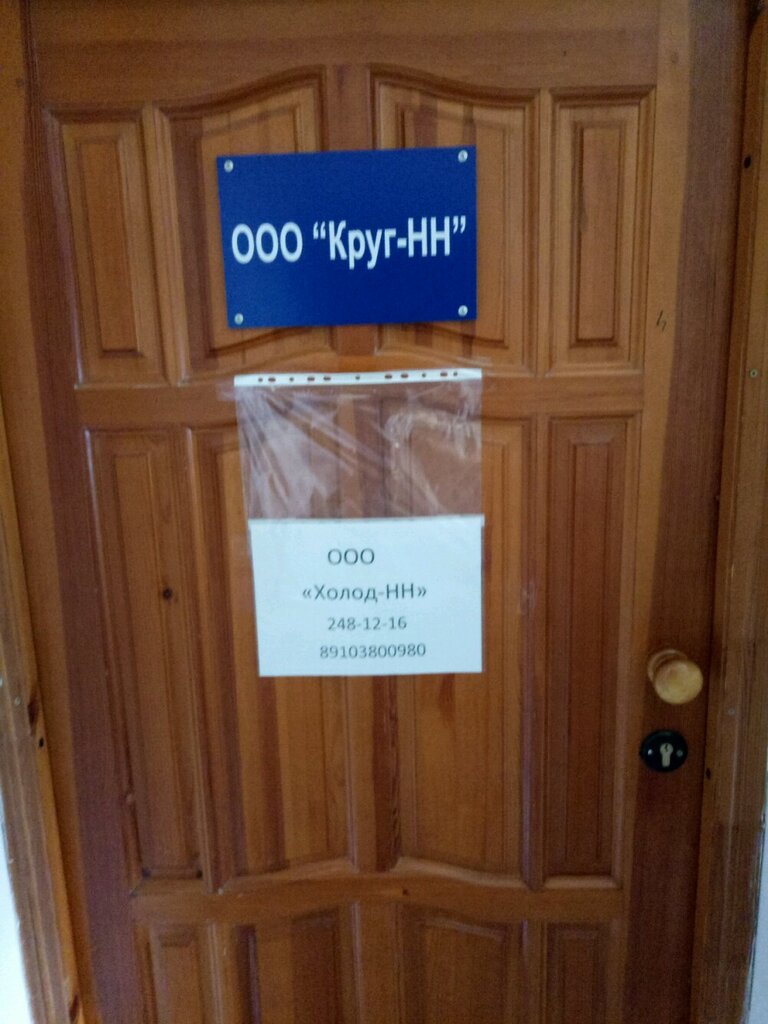 ООО “Круг-НН”
ООО
«Холод-НН»
248-12-16
89103800980